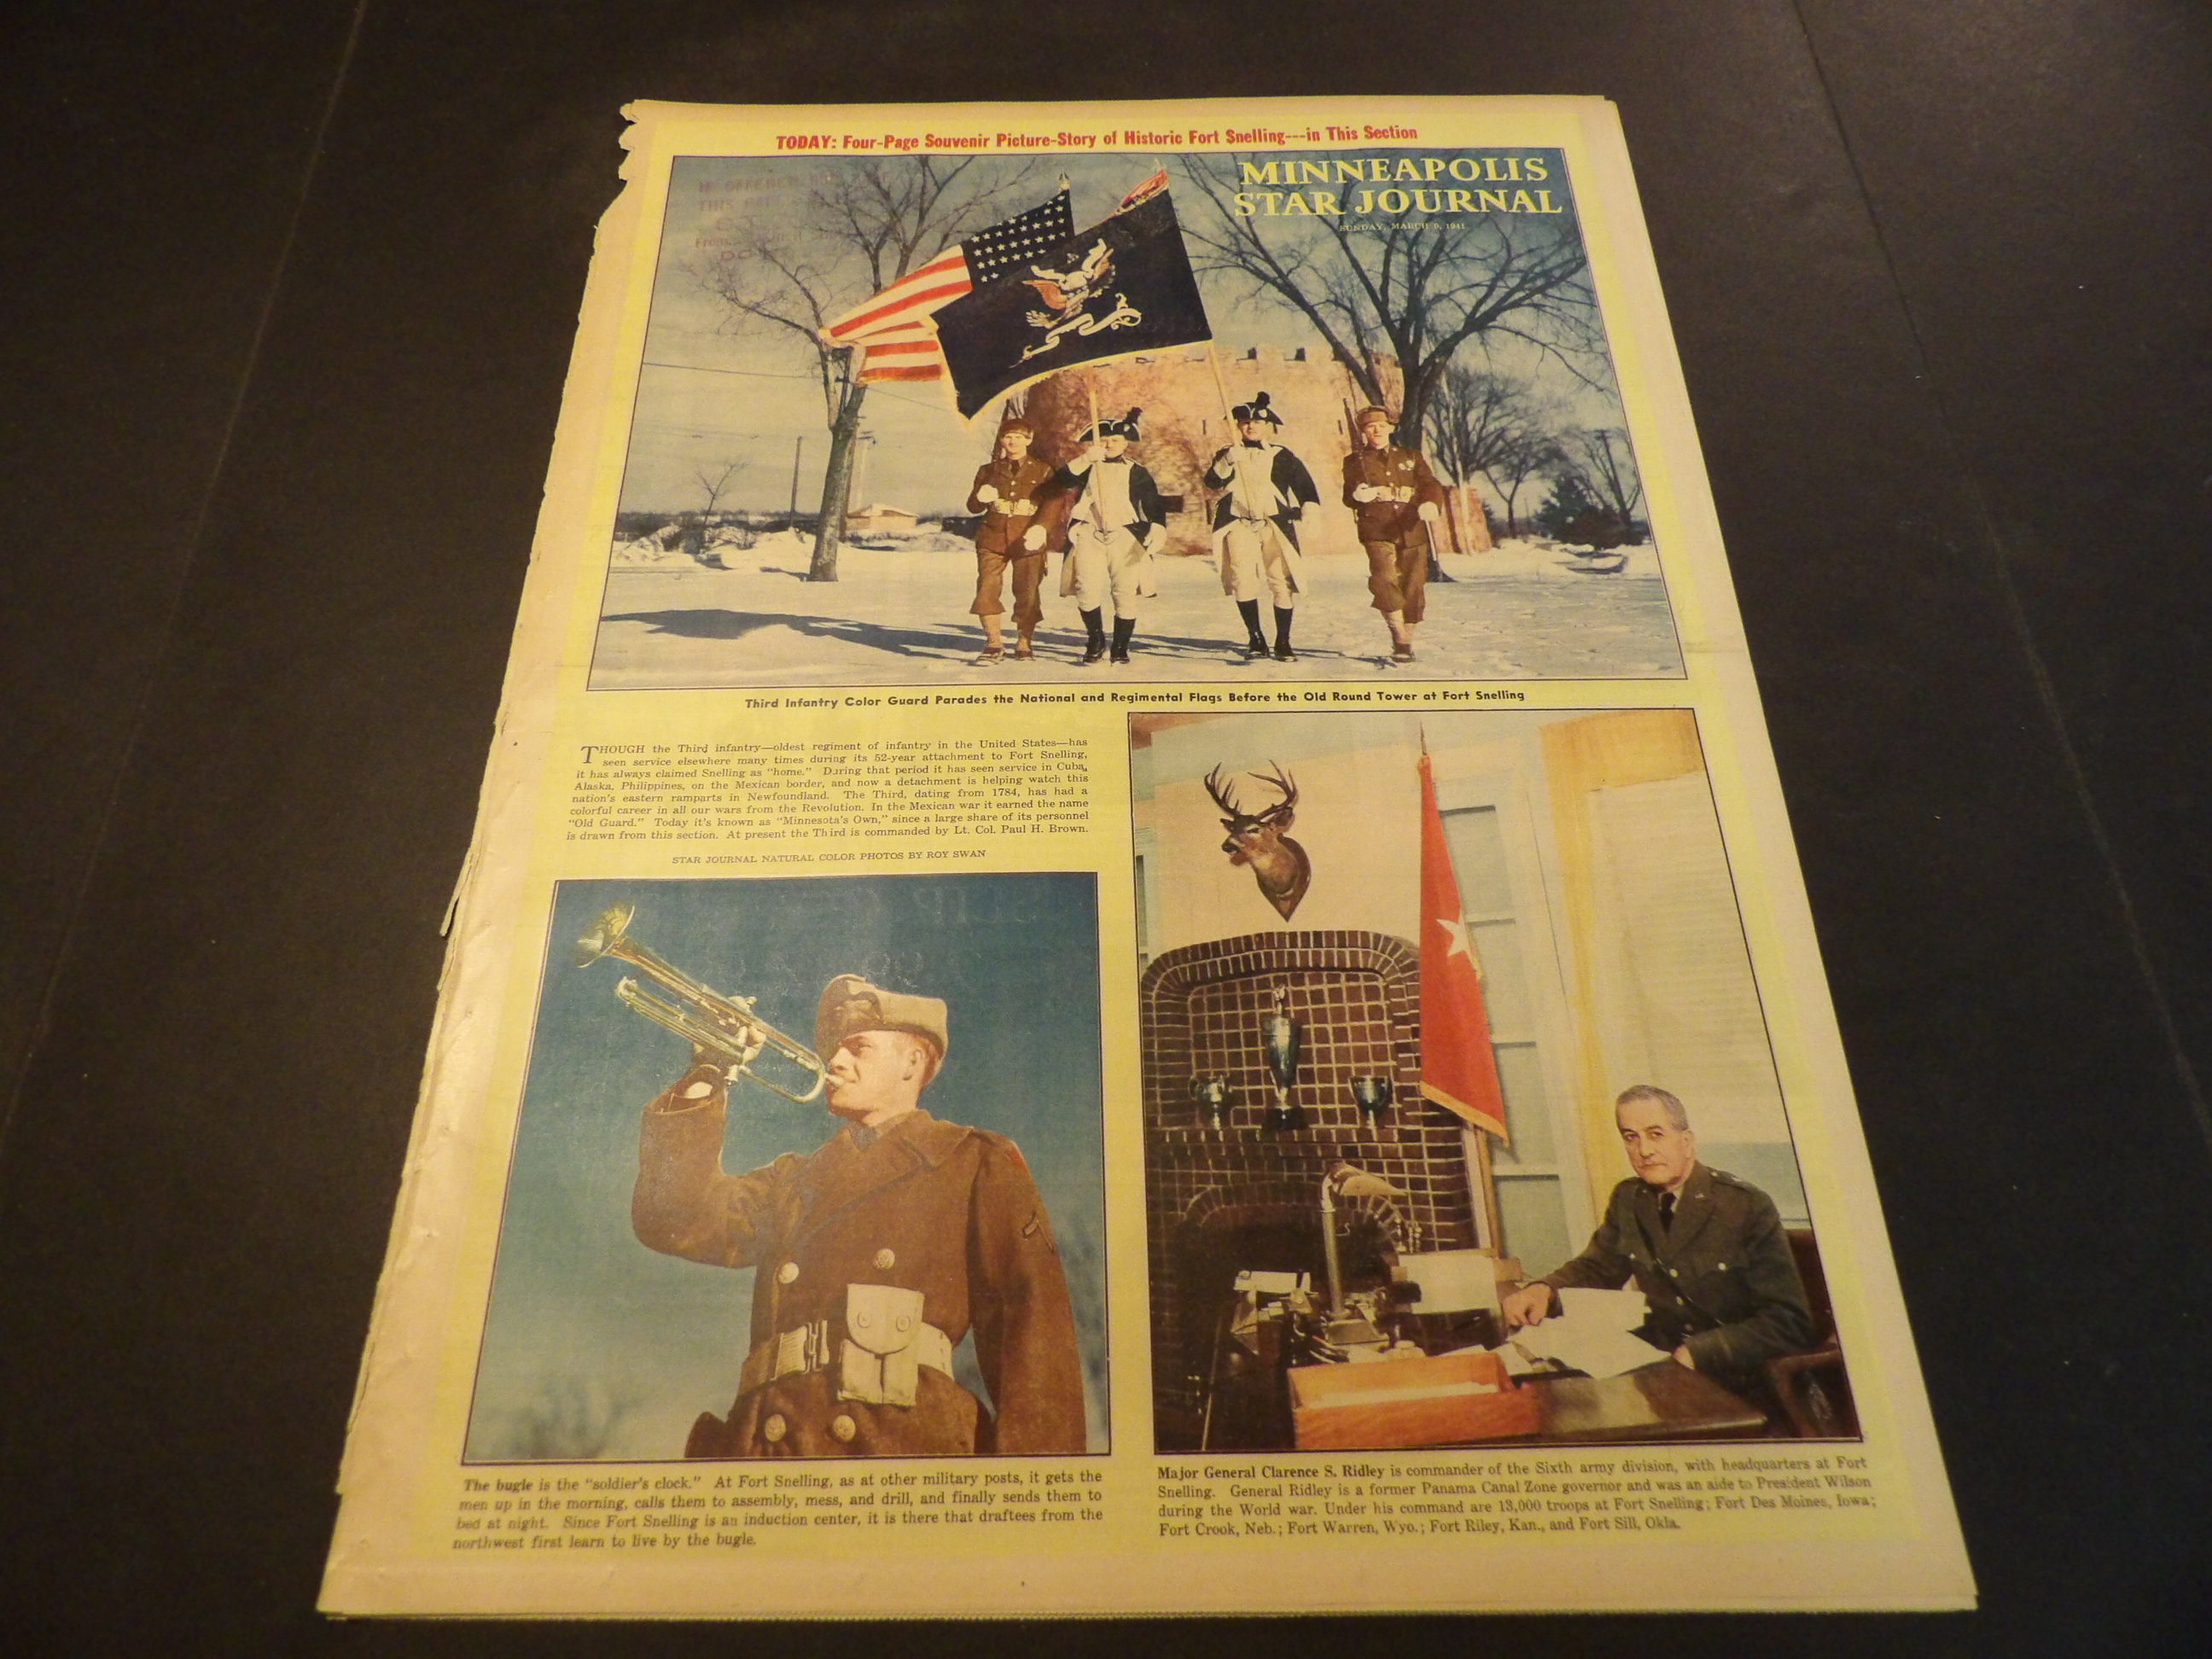 TODAY: Four-Page Souvenir Picture-Story of Historic Fort Snelling---in This Section
MINNEAPOLIS
STAR JOURNAL
SUNDAY, MARCH 9, 1941
IF OFFERED
THIS
Third Infantry Color Guard Parades the National and Regimental Flags Before the Old Round Tower at Fort Snelling
THOUGH the Third infantry—oldest regiment of infantry in the United States—has
seen service elsewhere many times during its 52-year attachment to Fort Snelling,
it has always claimed Snelling as "home." During that period it has seen service in Cuba,
Alaska, Philippines, on the Mexican border, and now a detachment is helping watch this
nation's eastern ramparts in Newfoundland. The Third, dating from 1784, has had a
colorful career in all our wars from the Revolution. In the Mexican war it earned the name
"Old Guard." Today it's known as "Minnesota's Own," since a large share of its personnel
is drawn from this section. At present the Third is commanded by Lt. Col. Paul H. Brown.
STAR JOURNAL NATURAL COLOR PHOTOS BY ROY SWAN
The bugle is the "soldier's clock." At Fort Snelling, as at other military posts, it gets the
men up in the morning, calls them to assembly, mess, and drill, and finally sends them to
bed at night. Since Fort Snelling is an induction center, it is there that draftees from the
northwest first learn to live by the bugle.
Major General Clarence S. Ridley is commander of the Sixth army division, with headquarters at Fort
Snelling. General Ridley is a former Panama Canal Zone governor and was an aide to President Wilson
during the World war. Under his command are 13,000 troops at Fort Snelling; Fort Des Moines, Iowa;
Fort Crook, Neb.; Fort Warren, Wyo.; Fort Riley, Kan., and Fort Sill, Okla.